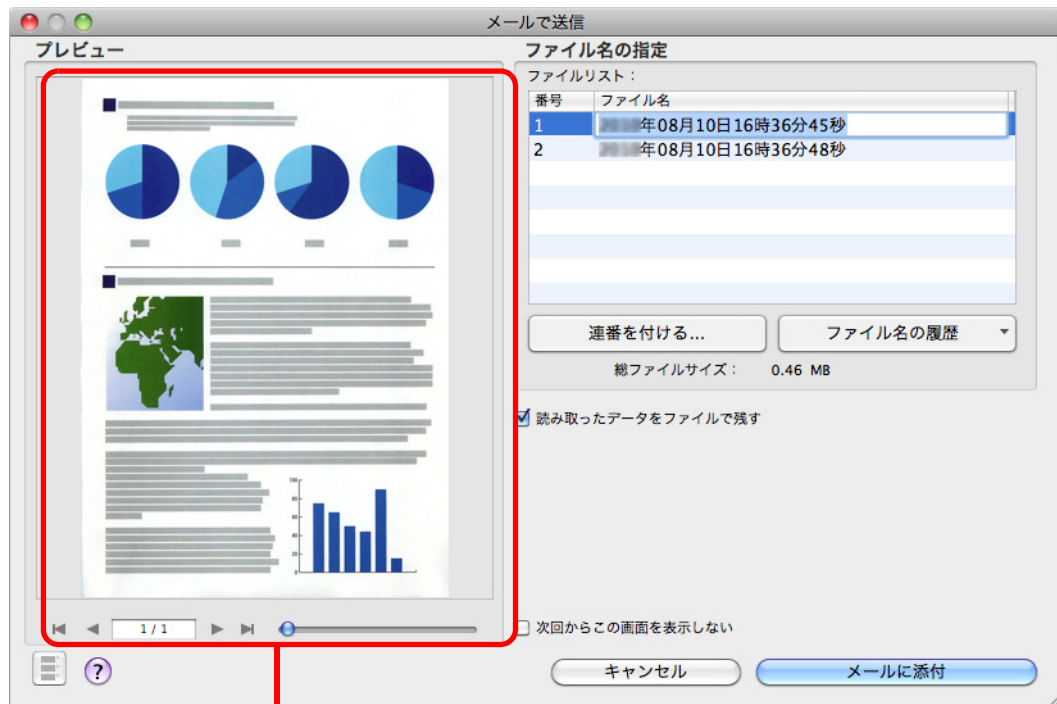 メールで送信
プレビュー
1 / 1
?
ファイル名の指定
ファイルリスト：
番号 ファイル名
1 年08月10日16時36分45秒
2 年08月10日16時36分48秒
連番を付ける...
ファイル名の履歴
総ファイルサイズ： 0.46 MB
読み取ったデータをファイルで残す
次回からこの画面を表示しない
キャンセル
メールに添付